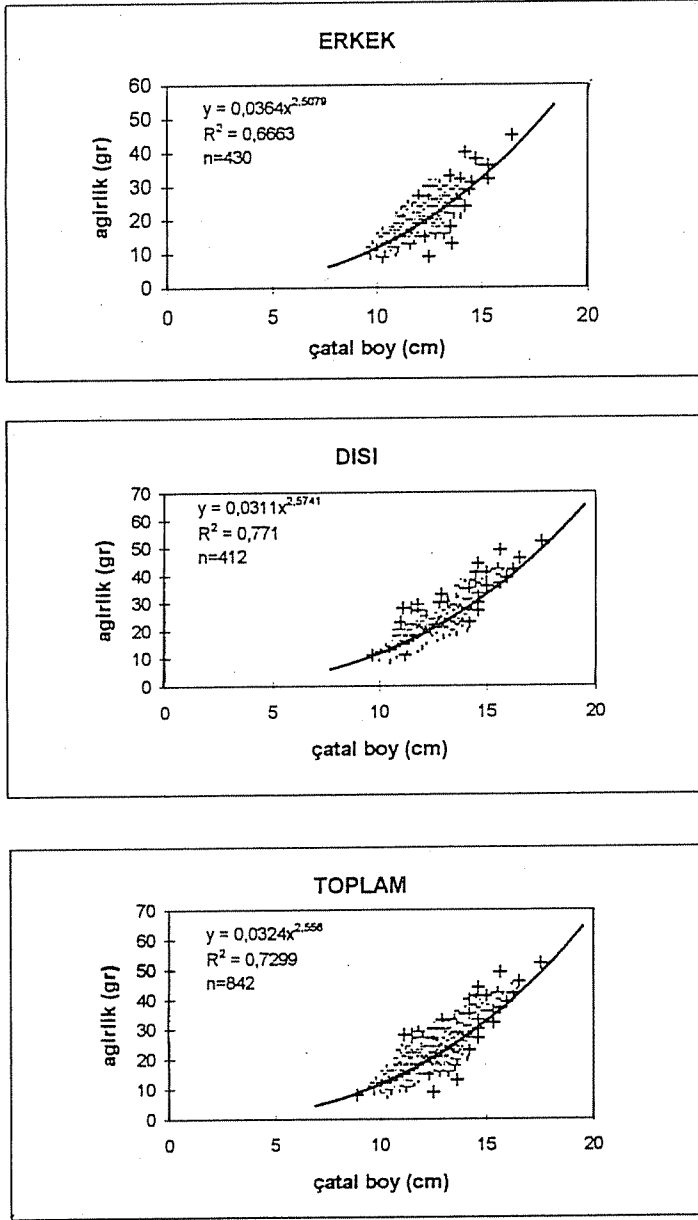 ERKEK
y = 0,0364x^2,5079
R² = 0,6663
n=430
agirlik (gr)
60
50
40
30
20
10
0
0 5 10 15 20
çatal boy (cm)
DISI
y = 0,0311x^2,5741
R² = 0,771
n=412
agirlik (gr)
70
60
50
40
30
20
10
0
0 5 10 15 20
çatal boy (cm)
TOPLAM
y = 0,0324x^2,556
R² = 0,7299
n=842
agirlik (gr)
70
60
50
40
30
20
10
0
0 5 10 15 20
çatal boy (cm)